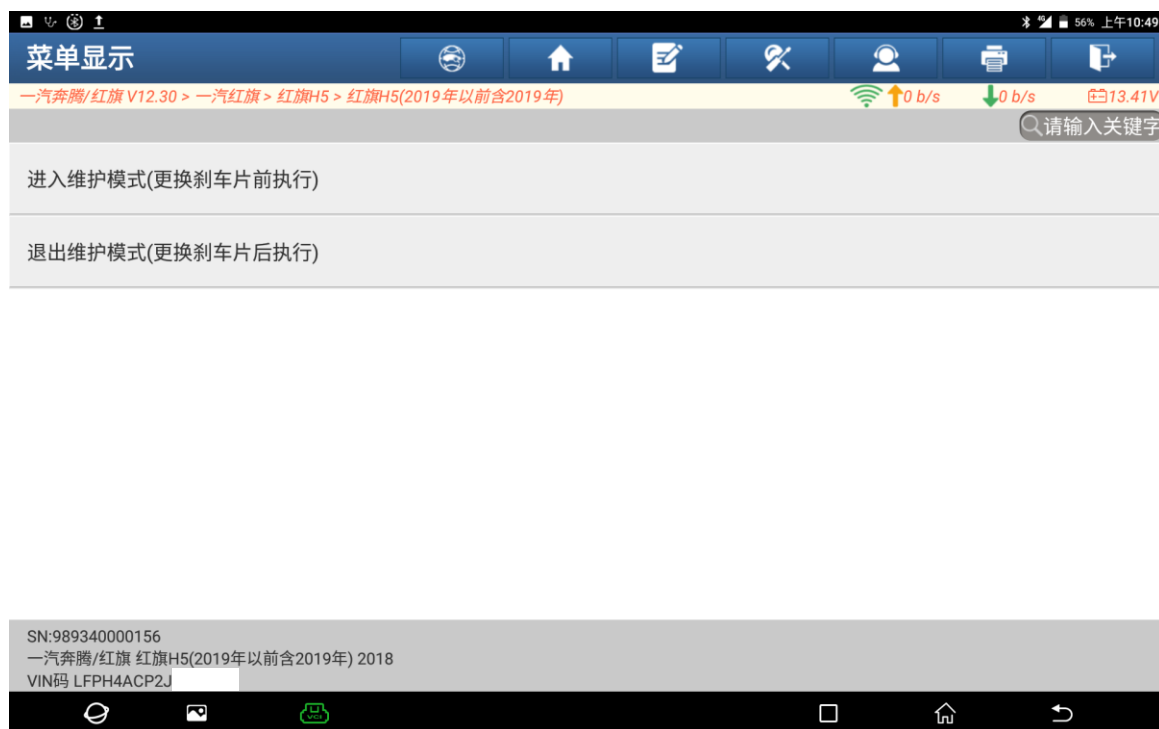 4G 56% 上午10:49
菜单显示
一汽奔腾/红旗 V12.30 > 一汽红旗 > 红旗H5 > 红旗H5(2019年以前含2019年) 0 b/s 0 b/s 13.41V
请输入关键字
进入维护模式(更换刹车片前执行)
退出维护模式(更换刹车片后执行)
SN:989340000156
一汽奔腾/红旗 红旗H5(2019年以前含2019年) 2018
VIN码 LFPH4ACP2J
VCI